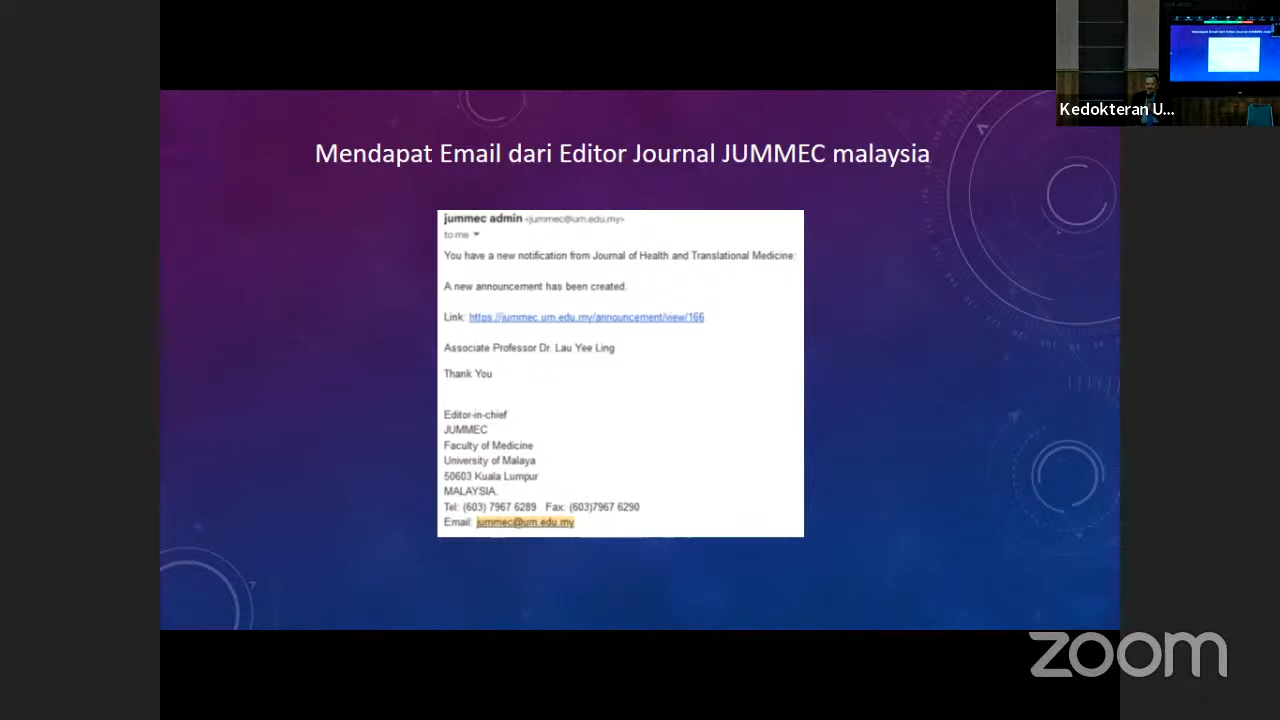 Kedokteran U...
Mendapat Email dari Editor Journal JUMMEC malaysia
jummec admin <jummec@um.edu.my>
to me
You have a new notification from Journal of Health and Translational Medicine:
A new announcement has been created.
Link: https://jummec.um.edu.my/announcement/view/166
Associate Professor Dr. Lau Yee Ling
Thank You
Editor-in-chief
JUMMEC
Faculty of Medicine
University of Malaya
50603 Kuala Lumpur
MALAYSIA.
Tel: (603) 7967 6289 Fax: (603)7967 6290
Email: jummec@um.edu.my
zoom